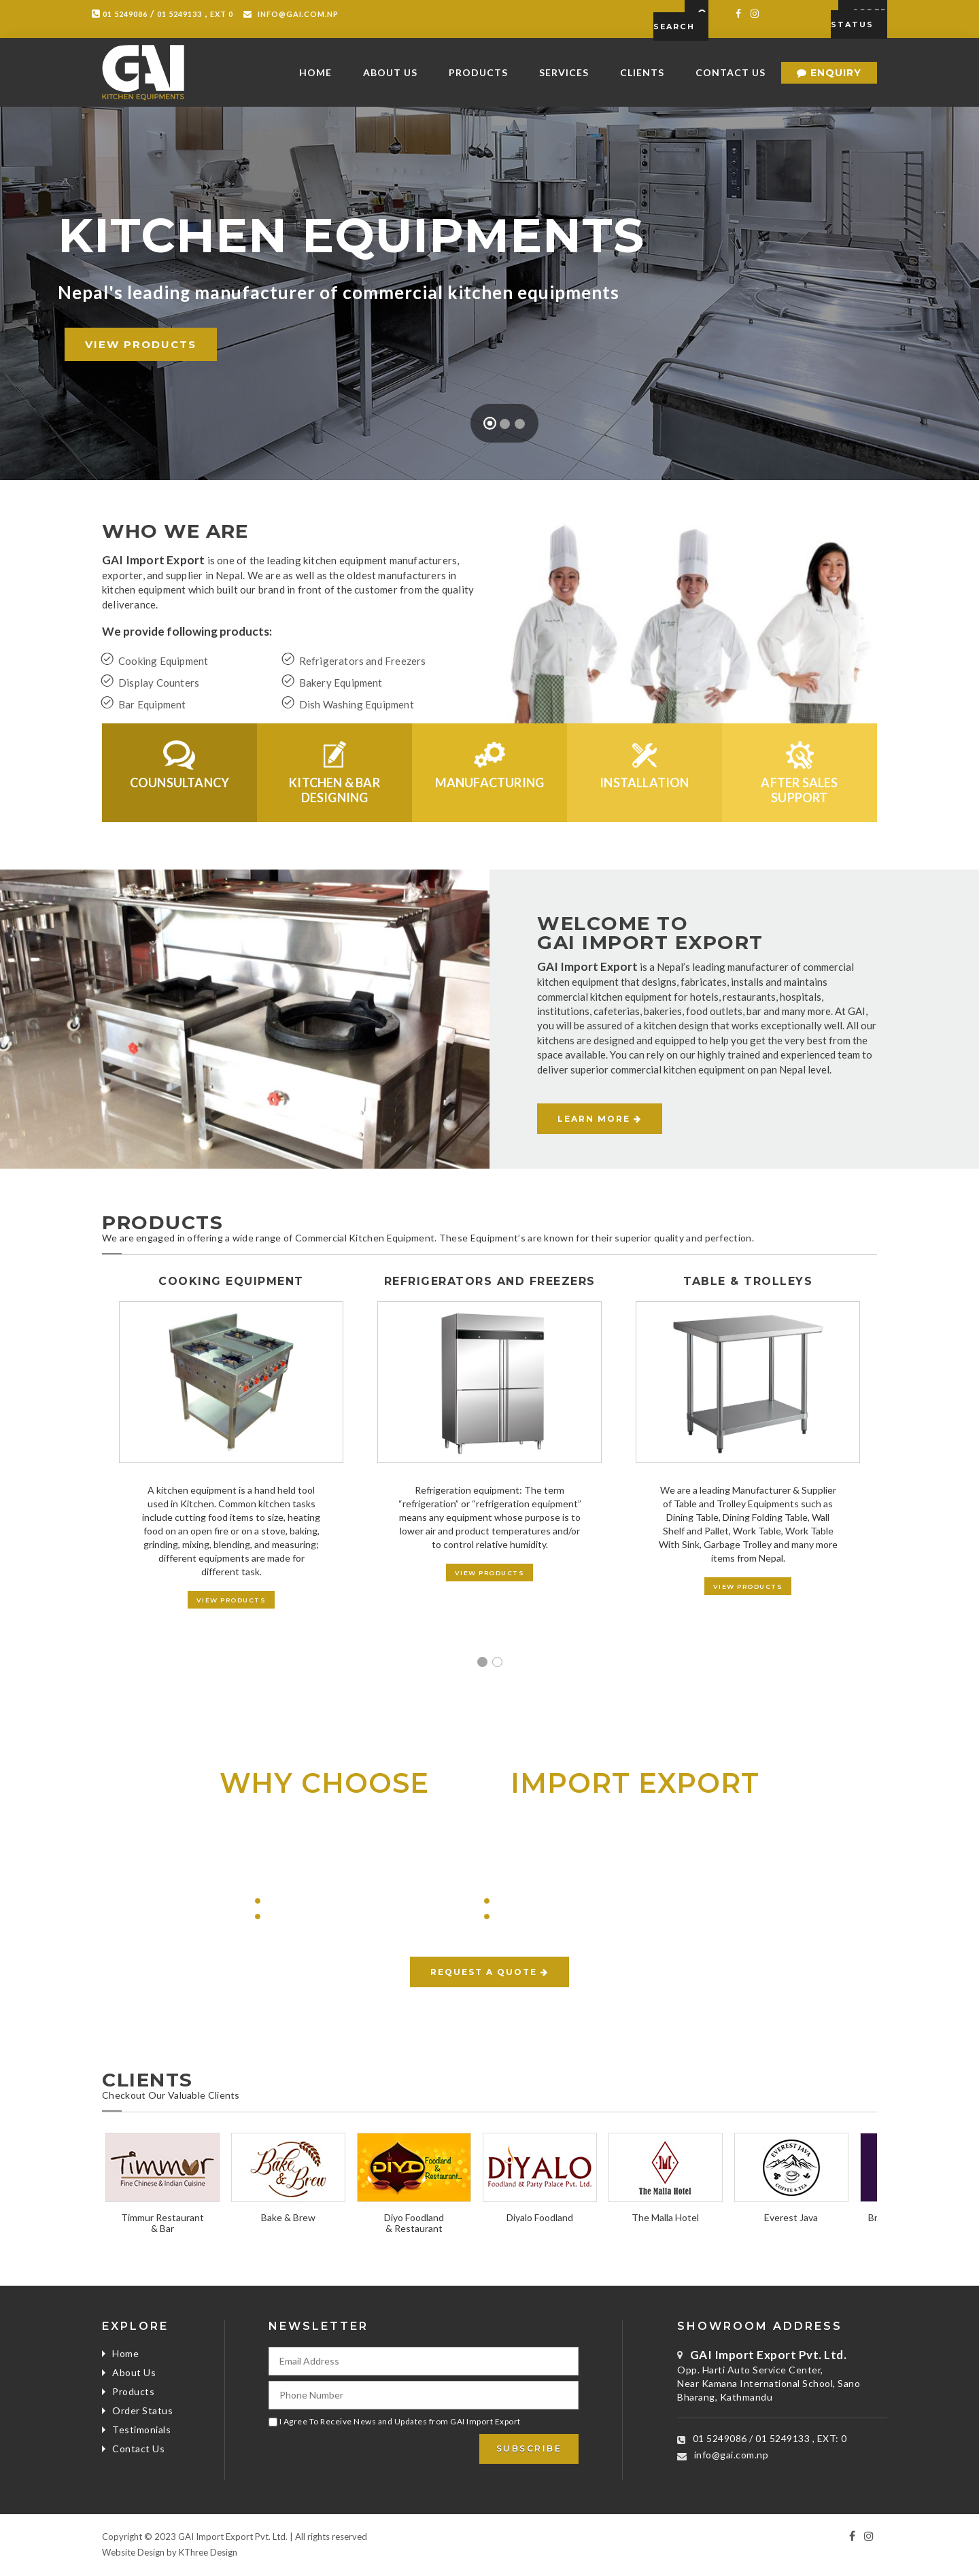 01 5249086 / 01 5249133 , EXT 0 INFO@GAI.COM.NP
SEARCH
STATUS
GAI
KITCHEN EQUIPMENTS
HOME ABOUT US PRODUCTS SERVICES CLIENTS CONTACT US ENQUIRY
KITCHEN EQUIPMENTS
Nepal's leading manufacturer of commercial kitchen equipments
VIEW PRODUCTS
WHO WE ARE
GAI Import Export is one of the leading kitchen equipment manufacturers,
exporter, and supplier in Nepal. We are as well as the oldest manufacturers in
kitchen equipment which built our brand in front of the customer from the quality
deliverance.
We provide following products:
Cooking Equipment Refrigerators and Freezers
Display Counters Bakery Equipment
Bar Equipment Dish Washing Equipment
COUNSULTANCY
KITCHEN & BAR
DESIGNING
MANUFACTURING
INSTALLATION
AFTER SALES
SUPPORT
WELCOME TO
GAI IMPORT EXPORT
GAI Import Export is a Nepal's leading manufacturer of commercial
kitchen equipment that designs, fabricates, installs and maintains
commercial kitchen equipment for hotels, restaurants, hospitals,
institutions, cafeterias, bakeries, food outlets, bar and many more. At GAI,
you will be assured of a kitchen design that works exceptionally well. All our
kitchens are designed and equipped to help you get the very best from the
space available. You can rely on our highly trained and experienced team to
deliver superior commercial kitchen equipment on pan Nepal level.
LEARN MORE
PRODUCTS
We are engaged in offering a wide range of Commercial Kitchen Equipment. These Equipment's are known for their superior quality and perfection.
COOKING EQUIPMENT
A kitchen equipment is a hand held tool
used in Kitchen. Common kitchen tasks
include cutting food items to size, heating
food on an open fire or on a stove, baking,
grinding, mixing, blending, and measuring;
different equipments are made for
different task.
VIEW PRODUCTS
REFRIGERATORS AND FREEZERS
Refrigeration equipment: The term
“refrigeration” or “refrigeration equipment”
means any equipment whose purpose is to
lower air and product temperatures and/or
to control relative humidity.
VIEW PRODUCTS
TABLE & TROLLEYS
We are a leading Manufacturer & Supplier
of Table and Trolley Equipments such as
Dining Table, Dining Folding Table, Wall
Shelf and Pallet, Work Table, Work Table
With Sink, Garbage Trolley and many more
items from Nepal.
VIEW PRODUCTS
WHY CHOOSE IMPORT EXPORT
REQUEST A QUOTE
CLIENTS
Checkout Our Valuable Clients
Timmur
Fine Chinese & Indian Cuisine
Timmur Restaurant
& Bar
Bake & Brew
Bake & Brew
DIYO
Foodland & Restaurant
Diyo Foodland
& Restaurant
DIYALO
Foodland & Party Palace Pvt. Ltd.
Diyalo Foodland
The Malla Hotel
The Malla Hotel
EVEREST JAVA
COFFEE & TEA
Everest Java
EXPLORE
Home
About Us
Products
Order Status
Testimonials
Contact Us
NEWSLETTER
Email Address
Phone Number
I Agree To Receive News and Updates from GAI Import Export
SUBSCRIBE
SHOWROOM ADDRESS
GAI Import Export Pvt. Ltd.
Opp. Harti Auto Service Center,
Near Kamana International School, Sano
Bharang, Kathmandu
01 5249086 / 01 5249133 , EXT: 0
info@gai.com.np
Copyright © 2023 GAI Import Export Pvt. Ltd. | All rights reserved
Website Design by KThree Design